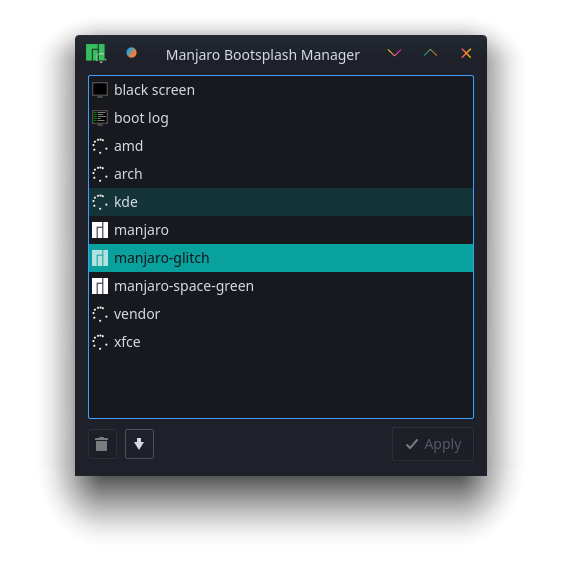 Manjaro Bootsplash Manager
black screen
boot log
amd
arch
kde
manjaro
manjaro-glitch
manjaro-space-green
vendor
xfce
Apply